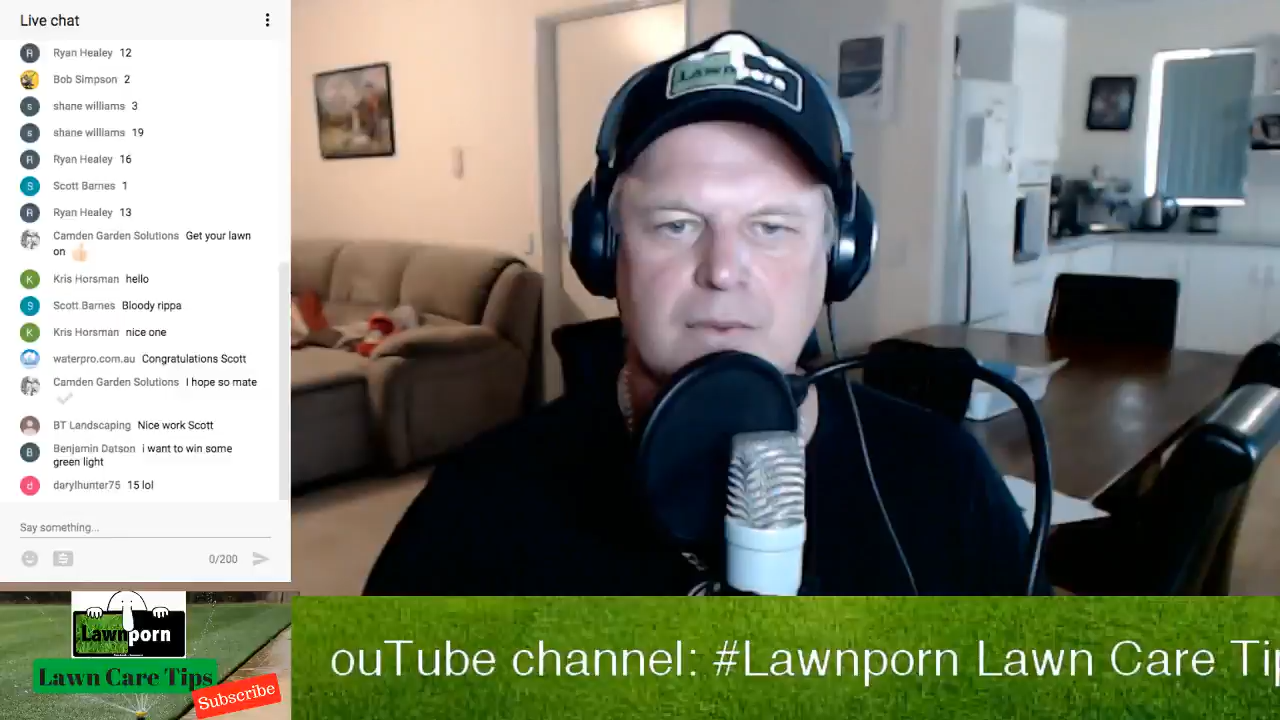 Live chat
R Ryan Healey 12
Bob Simpson 2
s shane williams 3
s shane williams 19
R Ryan Healey 16
S Scott Barnes 1
R Ryan Healey 13
Camden Garden Solutions Get your lawn
on
K Kris Horsman hello
S Scott Barnes Bloody rippa
K Kris Horsman nice one
waterpro.com.au Congratulations Scott
Camden Garden Solutions I hope so mate
BT Landscaping Nice work Scott
B Benjamin Datson i want to win some
green light
d darylhunter75 15 lol
Say something...
0/200
Lawnporn
Lawn Care Tips
Subscribe
Lawnporn
ouTube channel: #Lawnporn Lawn Care Tip